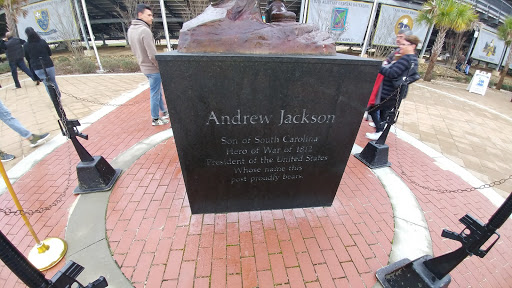 Andrew Jackson
Son of South Carolina
Hero of War of 1812
President of the United States
Whose name this
post proudly bears.